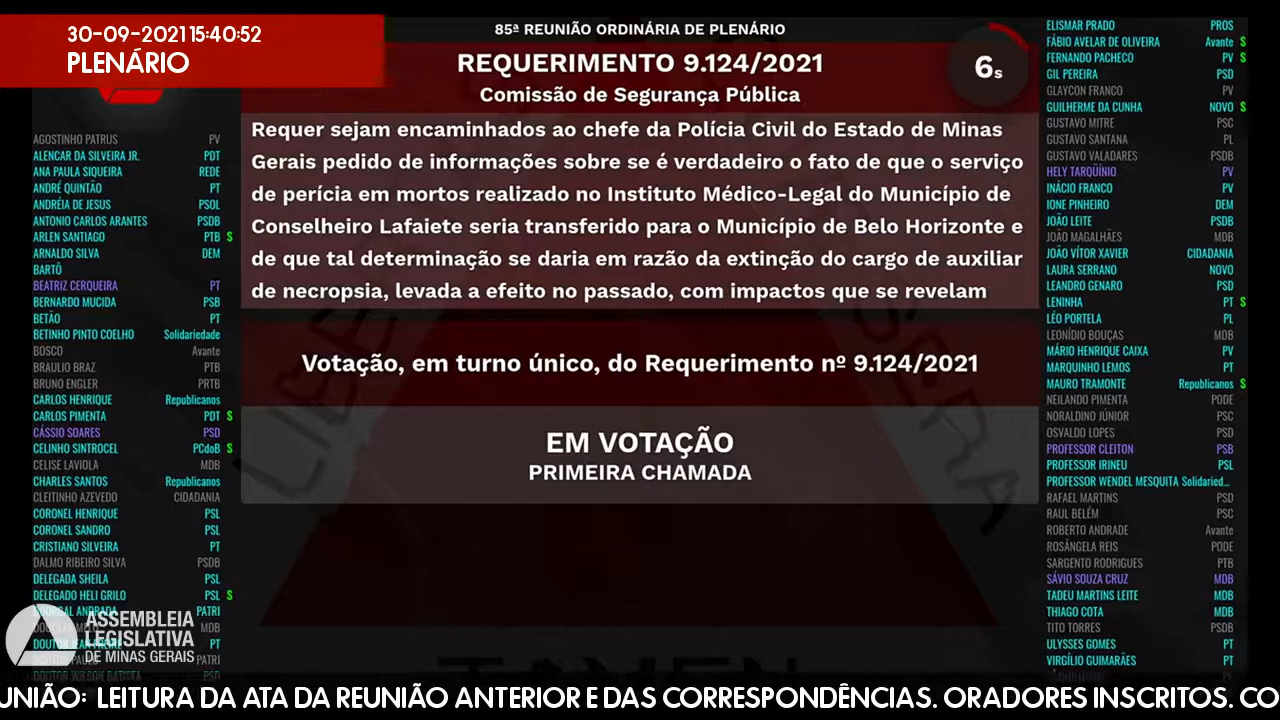 30-09-2021 15:40:52
PLENÁRIO
85ª REUNIÃO ORDINÁRIA DE PLENÁRIO
REQUERIMENTO 9.124/2021
Comissão de Segurança Pública
6s
Requer sejam encaminhados ao chefe da Polícia Civil do Estado de Minas
Gerais pedido de informações sobre se é verdadeiro o fato de que o serviço
de perícia em mortos realizado no Instituto Médico-Legal do Município de
Conselheiro Lafaiete seria transferido para o Município de Belo Horizonte e
de que tal determinação se daria em razão da extinção do cargo de auxiliar
de necropsia, levada a efeito no passado, com impactos que se revelam
Votação, em turno único, do Requerimento nº 9.124/2021
EM VOTAÇÃO
PRIMEIRA CHAMADA
AGOSTINHO PATRUS PV
ALENCAR DA SILVEIRA JR. PDT
ANA PAULA SIQUEIRA REDE
ANDRÉ QUINTÃO PT
ANDRÉIA DE JESUS PSOL
ANTONIO CARLOS ARANTES PSDB
ARLEN SANTIAGO PTB S
ARNALDO SILVA DEM
BARTÔ
BEATRIZ CERQUEIRA PT
BERNARDO MUCIDA PSB
BETÃO PT
BETINHO PINTO COELHO Solidariedade
BOSCO Avante
BRAULIO BRAZ PTB
BRUNO ENGLER PRTB
CARLOS HENRIQUE Republicanos
CARLOS PIMENTA PDT S
CÁSSIO SOARES PSD
CELINHO SINTROCEL PCdoB S
CELISE LAVIOLA MDB
CHARLES SANTOS Republicanos
CLEITINHO AZEVEDO CIDADANIA
CORONEL HENRIQUE PSL
CORONEL SANDRO PSL
CRISTIANO SILVEIRA PT
DALMO RIBEIRO SILVA PSDB
DELEGADA SHEILA PSL
DELEGADO HELI GRILO PSL S
ANDRADA PATRI
MDB
DOUTOR JEAN FREIRE PT
PATRI
DOUTOR WILSON BATISTA PSD
ASSEMBLEIA
LEGISLATIVA
DE MINAS GERAIS
ELISMAR PRADO PROS
FÁBIO AVELAR DE OLIVEIRA Avante S
FERNANDO PACHECO PV S
GIL PEREIRA PSD
GLAYCON FRANCO PV
GUILHERME DA CUNHA NOVO S
GUSTAVO MITRE PSC
GUSTAVO SANTANA PL
GUSTAVO VALADARES PSDB
HELY TARQÜÍNIO PV
INÁCIO FRANCO PV
IONE PINHEIRO DEM
JOÃO LEITE PSDB
JOÃO MAGALHÃES MDB
JOÃO VÍTOR XAVIER CIDADANIA
LAURA SERRANO NOVO
LEANDRO GENARO PSD
LENINHA PT S
LÉO PORTELA PL
LEONÍDIO BOUÇAS MDB
MÁRIO HENRIQUE CAIXA PV
MARQUINHO LEMOS PT
MAURO TRAMONTE Republicanos S
NEILANDO PIMENTA PODE
NORALDINO JÚNIOR PSC
OSVALDO LOPES PSD
PROFESSOR CLEITON PSB
PROFESSOR IRINEU PSL
PROFESSOR WENDEL MESQUITA Solidaried...
RAFAEL MARTINS PSD
RAUL BELÉM PSC
ROBERTO ANDRADE Avante
ROSÂNGELA REIS PODE
SARGENTO RODRIGUES PTB
SÁVIO SOUZA CRUZ MDB
TADEU MARTINS LEITE MDB
THIAGO COTA MDB
TITO TORRES PSDB
ULYSSES GOMES PT
VIRGÍLIO GUIMARÃES PT
UNIÃO: LEITURA DA ATA DA REUNIÃO ANTERIOR E DAS CORRESPONDÊNCIAS. ORADORES INSCRITOS. CO